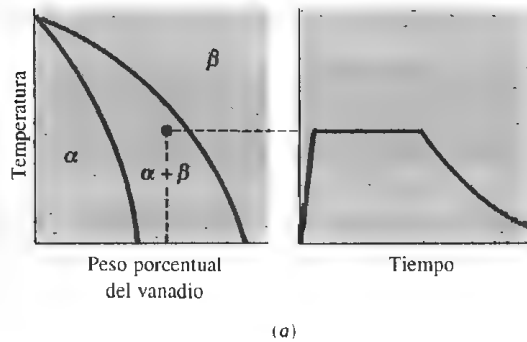 Temperatura
β
α
α + β
Peso porcentual
del vanadio
Tiempo
(a)